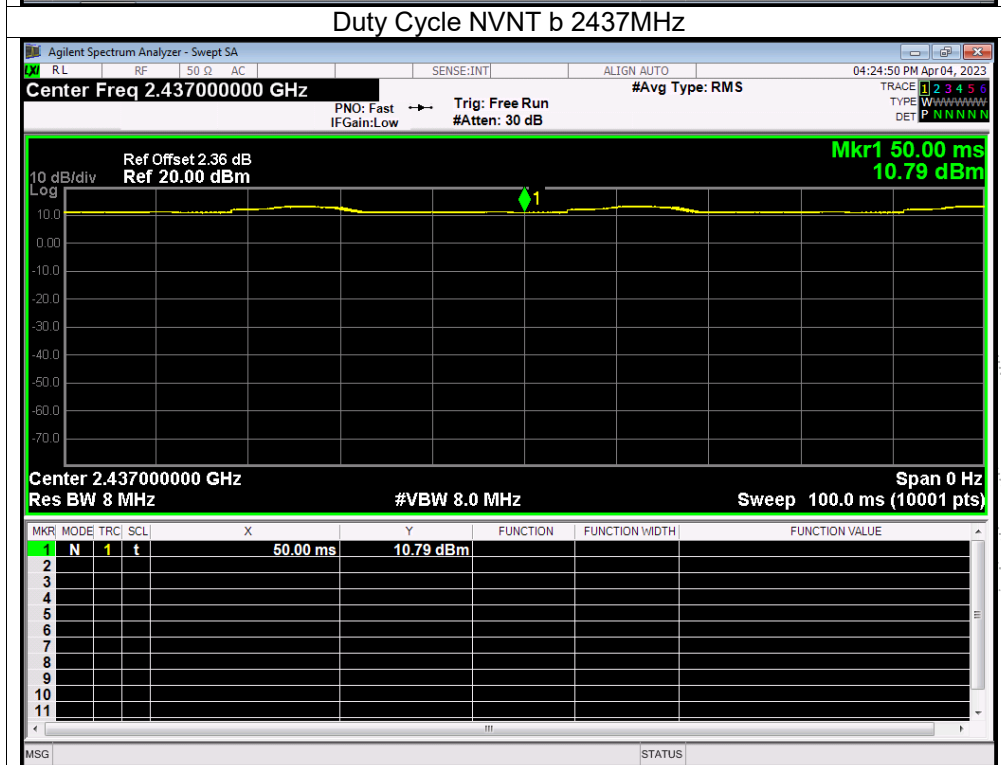 Duty Cycle NVNT b 2437MHz
Agilent Spectrum Analyzer - Swept SA
LXI RL RF 50 Ω AC SENSE:INT ALIGN AUTO 04:24:50 PM Apr 04, 2023
Center Freq 2.437000000 GHz #Avg Type: RMS TRACE 1 2 3 4 5 6
PNO: Fast Trig: Free Run TYPE WWWWWW
IFGain:Low #Atten: 30 dB DET P N N N N N
Mkr1 50.00 ms
Ref Offset 2.36 dB
10 dB/div Ref 20.00 dBm 10.79 dBm
Log
1
10.0
0.00
-10.0
-20.0
-30.0
-40.0
-50.0
-60.0
-70.0
Center 2.437000000 GHz Span 0 Hz
Res BW 8 MHz #VBW 8.0 MHz Sweep 100.0 ms (10001 pts)
MKR MODE TRC SCL X Y FUNCTION FUNCTION WIDTH FUNCTION VALUE
1 N 1 t 50.00 ms 10.79 dBm
2
3
4
5
6
7
8
9
10
11
MSG STATUS